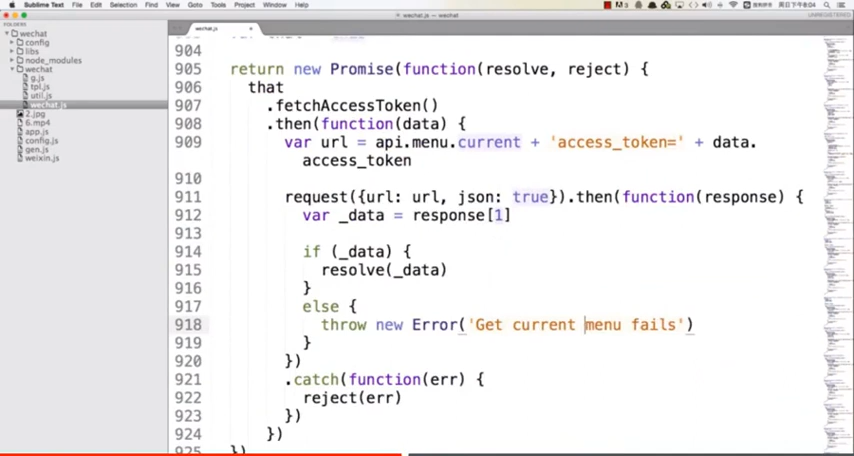 Sublime Text File Edit Selection Find View Goto Tools Project Window Help
wechat.js — wechat
UNREGISTERED
FOLDERS
wechat
config
libs
node_modules
wechat
g.js
tpl.js
util.js
wechat.js
2.jpg
6.mp4
app.js
config.js
gen.js
weixin.js
wechat.js
904
905 return new Promise(function(resolve, reject) {
906 that
907 .fetchAccessToken()
908 .then(function(data) {
909 var url = api.menu.current + 'access_token=' + data.
access_token
910
911 request({url: url, json: true}).then(function(response) {
912 var _data = response[1]
913
914 if (_data) {
915 resolve(_data)
916 }
917 else {
918 throw new Error('Get current menu fails')
919 }
920 })
921 .catch(function(err) {
922 reject(err)
923 })
924 })
925 })